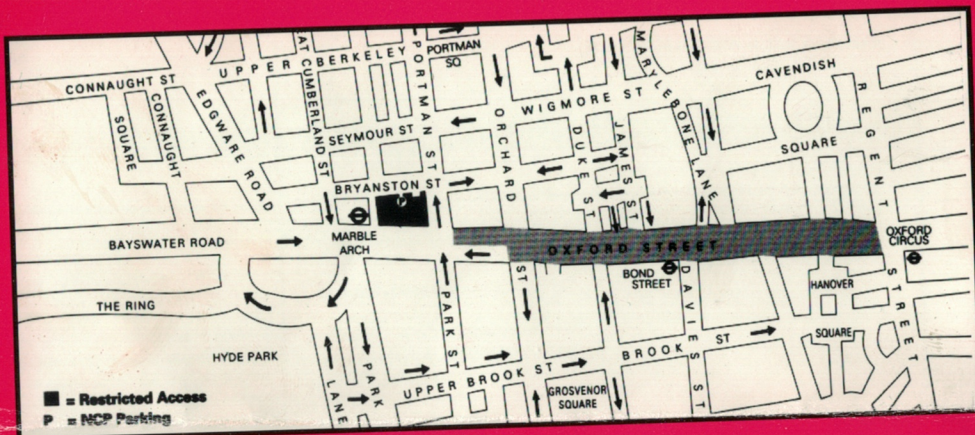 UPPER BERKELEY
PORTMAN SQ
CONNAUGHT ST
AT CUMBERLAND ST
PORTMAN ST
MARYLEBONE LANE
CAVENDISH
SQUARE
REGENT STREET
SQUARE
CONNAUGHT
EDGWARE ROAD
SEYMOUR ST
WIGMORE ST
ORCHARD ST
DUKE ST
JAMES ST
BRYANSTON ST
P
BAYSWATER ROAD
MARBLE ARCH
OXFORD STREET
OXFORD CIRCUS
BOND STREET
HANOVER
SQUARE
THE RING
PARK ST
DAVIES ST
HYDE PARK
PARK LANE
UPPER BROOK ST
BROOK ST
GROSVENOR SQUARE
= Restricted Access
P = NCP Parking